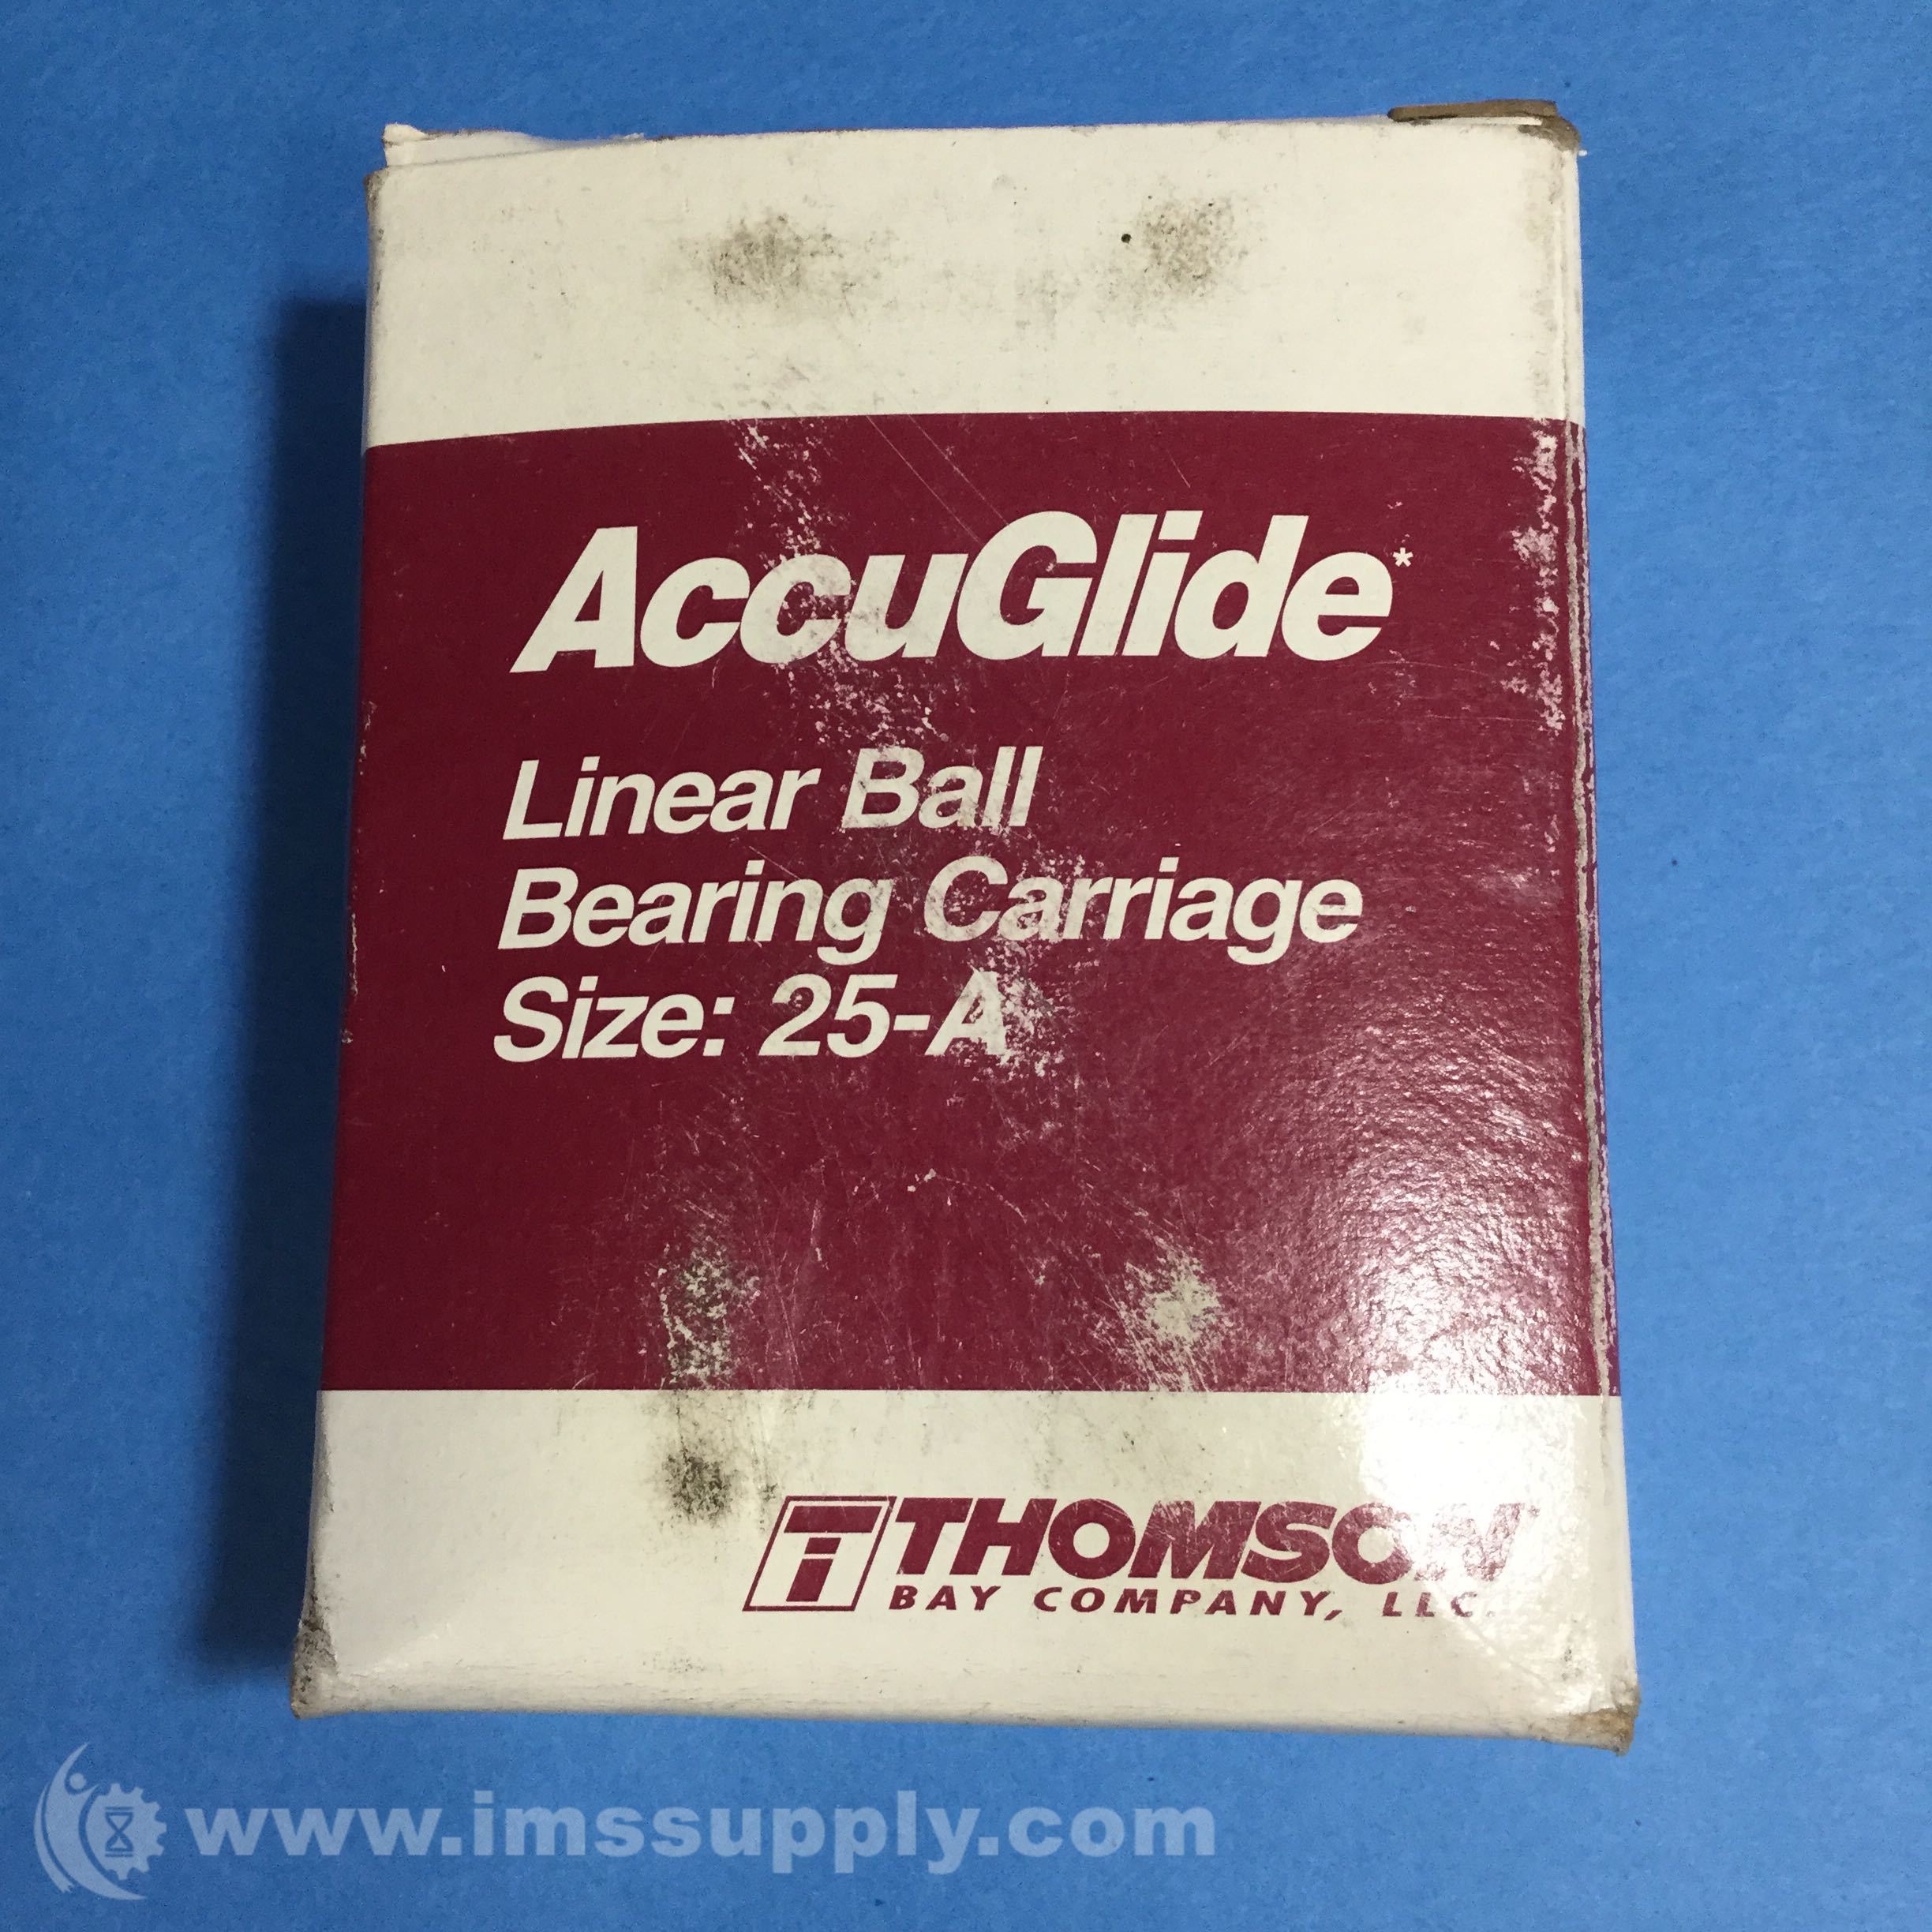 AccuGlide*
Linear Ball
Bearing Carriage
Size: 25-A
THOMSON
BAY COMPANY, LLC.
www.imssupply.com